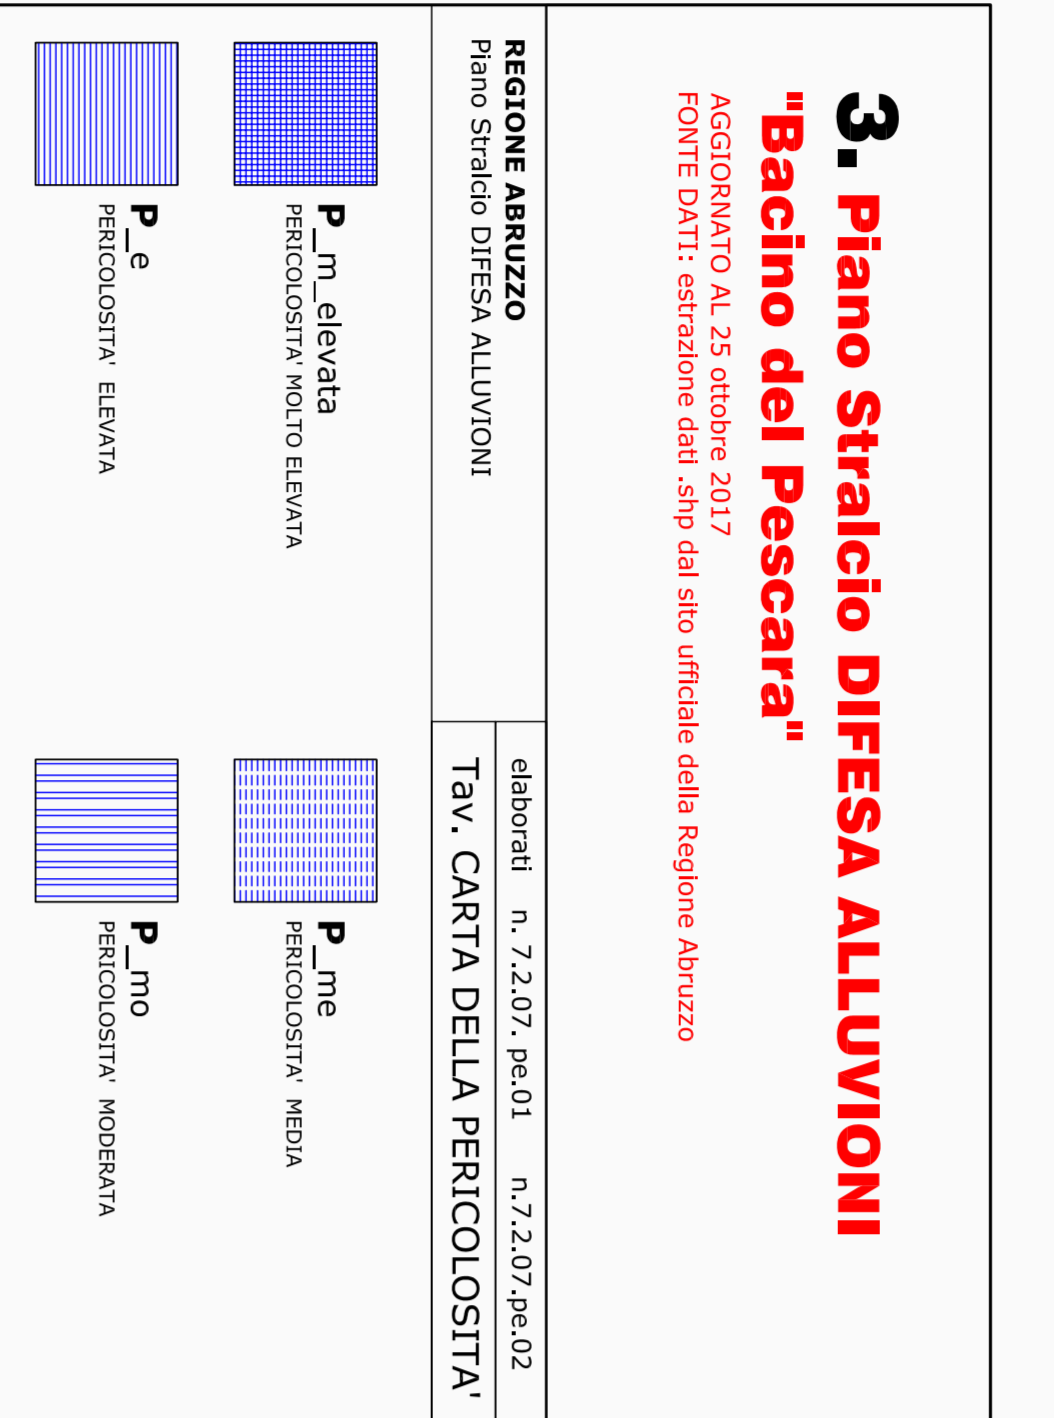 3. Piano Stralcio DIFESA ALLUVIONI
"Bacino del Pescara"
AGGIORNATO AL 25 ottobre 2017
FONTE DATI: estrazione dati .shp dal sito ufficiale della Regione Abruzzo
REGIONE ABRUZZO
Piano Stralcio DIFESA ALLUVIONI
elaborati n. 7.2.07. pe.01 n.7.2.07.pe.02
Tav. CARTA DELLA PERICOLOSITA'
P_m_elevata
PERICOLOSITA' MOLTO ELEVATA
P_me
PERICOLOSITA' MEDIA
P_e
PERICOLOSITA' ELEVATA
P_mo
PERICOLOSITA' MODERATA